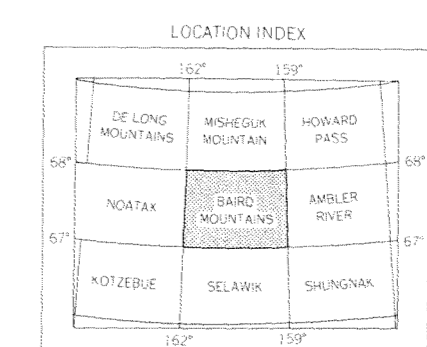 LOCATION INDEX
162° 159°
DE LONG MOUNTAINS
MISHEGUK MOUNTAIN
HOWARD PASS
68° 68°
NOATAK
BAIRD MOUNTAINS
AMBLER RIVER
67° 67°
KOTZEBUE
SELAWIK
SHUNGNAK
162° 159°